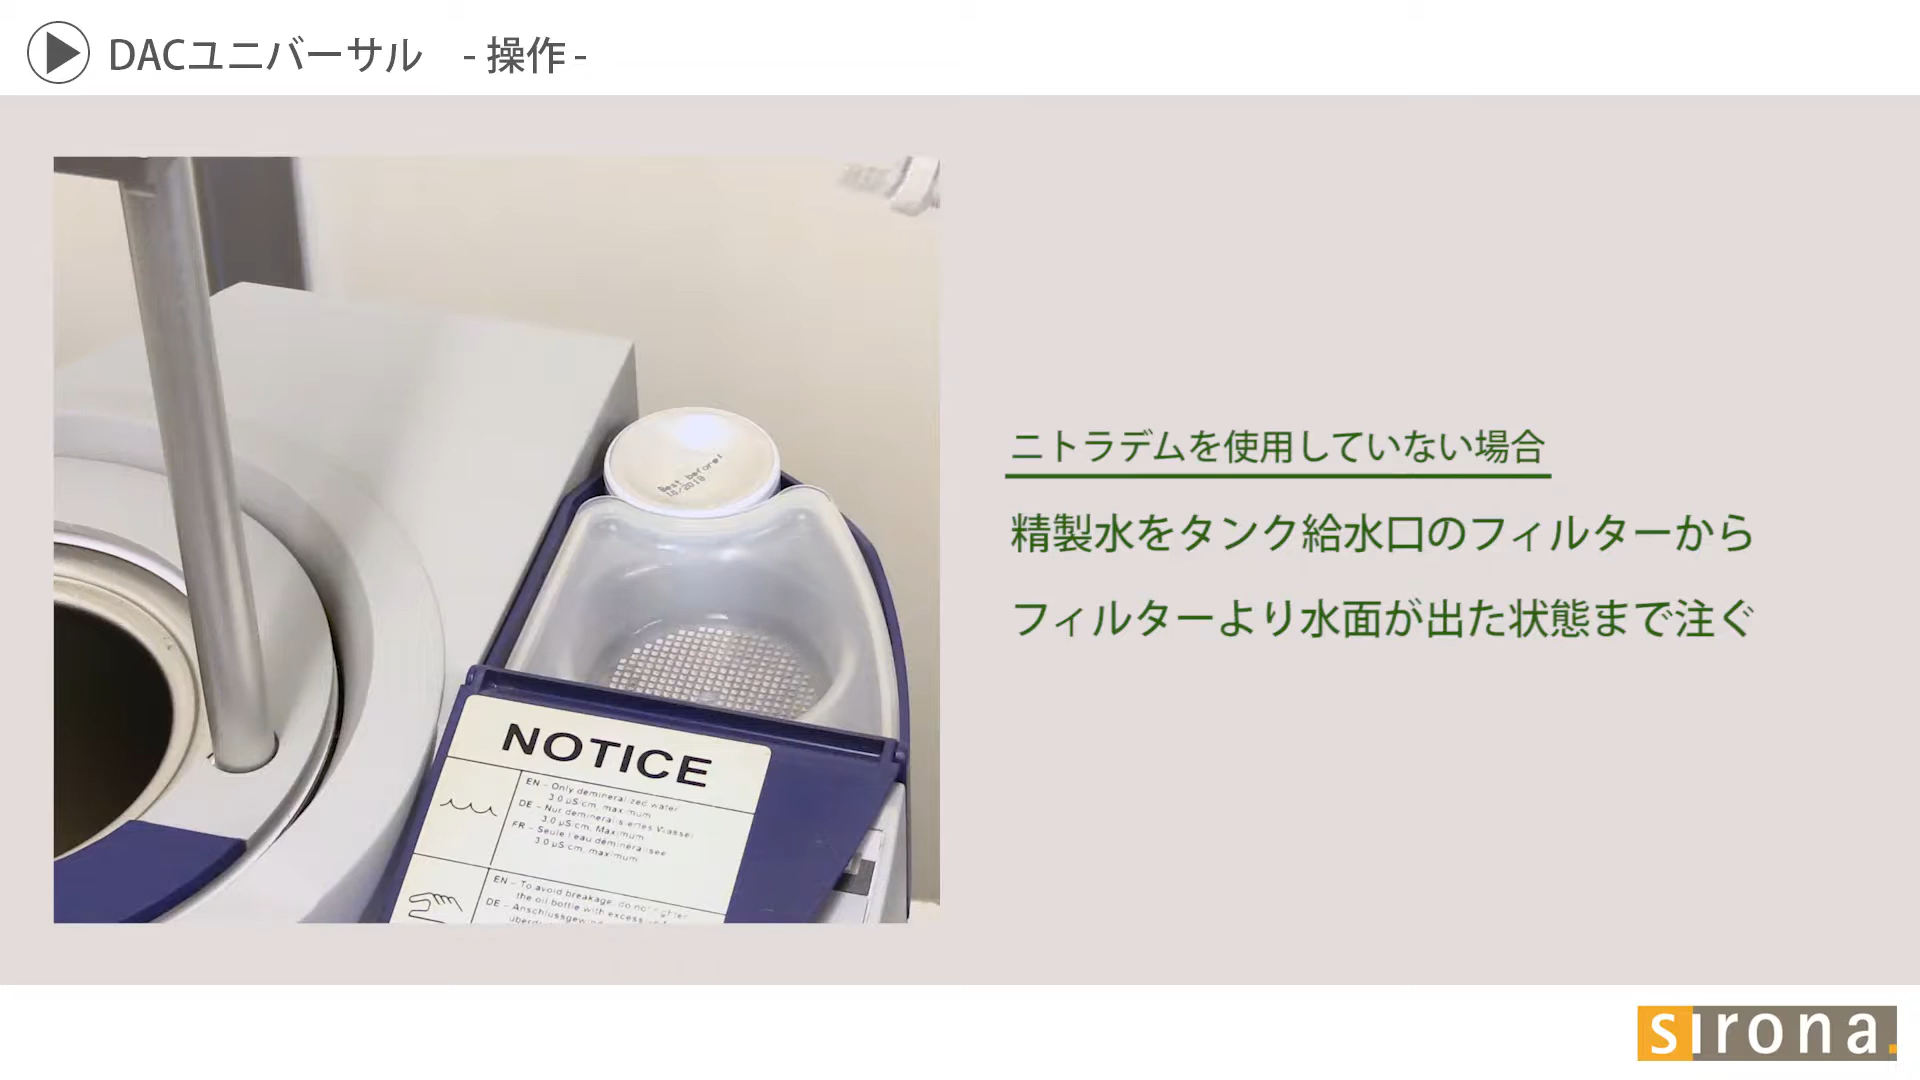 DACユニバーサル - 操作 -
Best before:
10/2018
NOTICE
EN - Only demineralized water
3.0 µS/cm, maximum
DE - Nur demineralisiertes Wasser
3.0 µS/cm, Maximum
FR - Seule l'eau déminéralisée
3.0 µS/cm, maximum
EN - To avoid breakage, do not tighten
the oil bottle with excess
DE - Anschlussgewinde
ニトラデムを使用していない場合
精製水をタンク給水口のフィルターから
フィルターより水面が出た状態まで注ぐ
sirona.